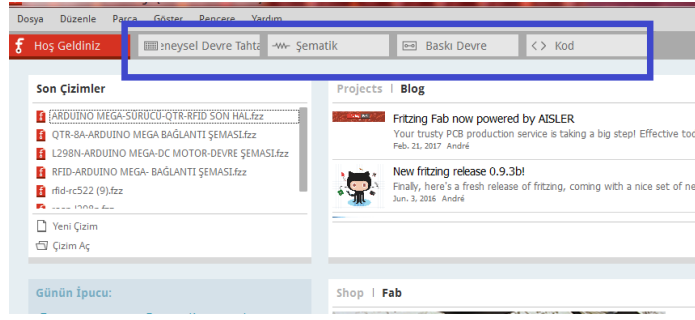 Dosya Düzenle Parça Göster Pencere Yardım
Hoş Geldiniz eneysel Devre Tahta Şematik Baskı Devre <> Kod
Son Çizimler
ARDUINO MEGA-SÜRÜCÜ-QTR-RFID SON HAL.fzz
QTR-8A-ARDUINO MEGA BAĞLANTI ŞEMASI.fzz
L298N-ARDUINO MEGA-DC MOTOR-DEVRE ŞEMASI.fzz
RFID-ARDUINO MEGA- BAĞLANTI ŞEMASI.fzz
rfid-rc522 (9).fzz
Yeni Çizim
Çizim Aç
Projects | Blog
Fritzing Fab now powered by AISLER
Your trusty PCB production service is taking a big step! Effective
Feb. 21, 2017 André
New fritzing release 0.9.3b!
Finally, here's a fresh release of fritzing, coming with a nice set of
Jun. 3, 2016 André
Günün İpucu:
Shop | Fab